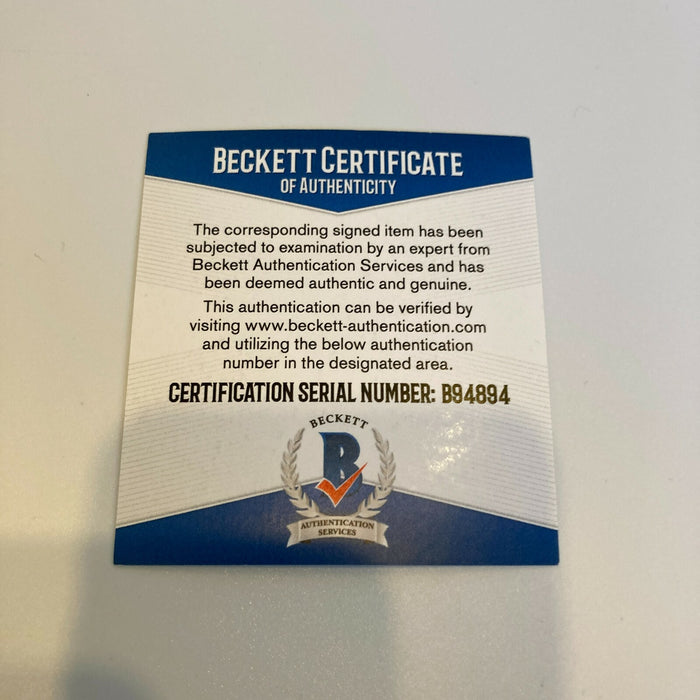 BECKETT CERTIFICATE
OF AUTHENTICITY
The corresponding signed item has been
subjected to examination by an expert from
Beckett Authentication Services and has
been deemed authentic and genuine.
This authentication can be verified by
visiting www.beckett-authentication.com
and utilizing the below authentication
number in the designated area.
CERTIFICATION SERIAL NUMBER: B94894
BECKETT
B
AUTHENTICATION
SERVICES